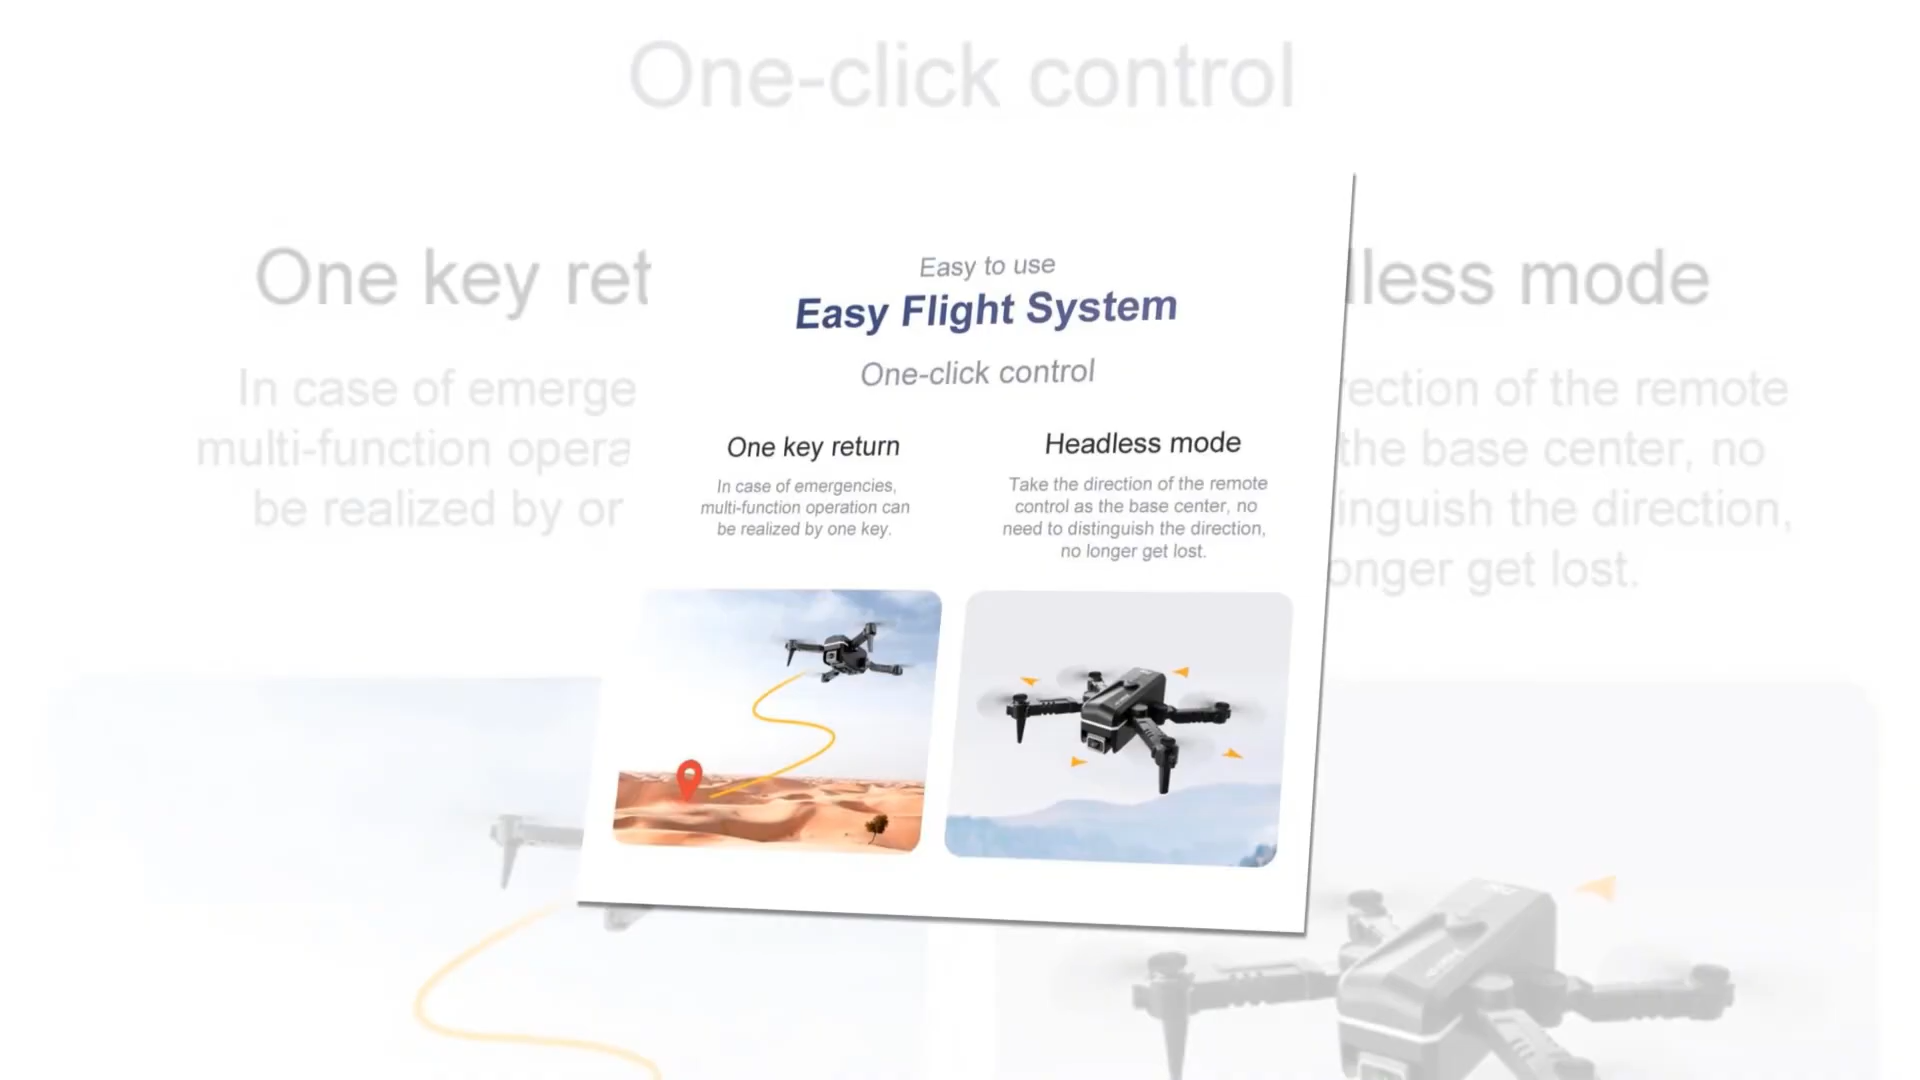 One-click control
One key ret
less mode
In case of emerge
multi-function opera
be realized by or
rection of the remote
the base center, no
inguish the direction,
onger get lost.
Easy to use
Easy Flight System
One-click control
One key return
In case of emergencies,
multi-function operation can
be realized by one key.
Headless mode
Take the direction of the remote
control as the base center, no
need to distinguish the direction,
no longer get lost.